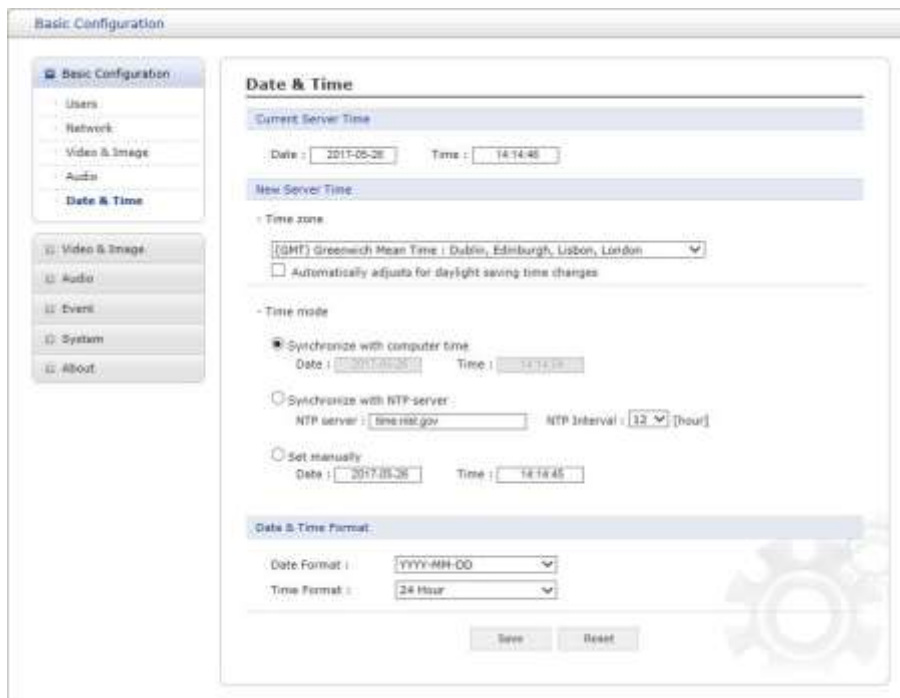 Basic Configuration
Basic Configuration
Users
Network
Video & Image
Audio
Date & Time
Video & Image
Audio
Event
System
About
Date & Time
Current Server Time
Date : 2017-05-26 Time : 14:14:46
New Server Time
- Time zone
(GMT) Greenwich Mean Time : Dublin, Edinburgh, Lisbon, London
Automatically adjusts for daylight saving time changes
- Time mode
Synchronize with computer time
Date : 2017-05-26 Time :
Synchronize with NTP server
NTP server : time.nist.gov NTP Interval : 12 [hour]
Set manually
Date : 2017-05-26 Time : 14:14:45
Date & Time Format
Date Format : YYYY-MM-DD
Time Format : 24 Hour
Save Reset